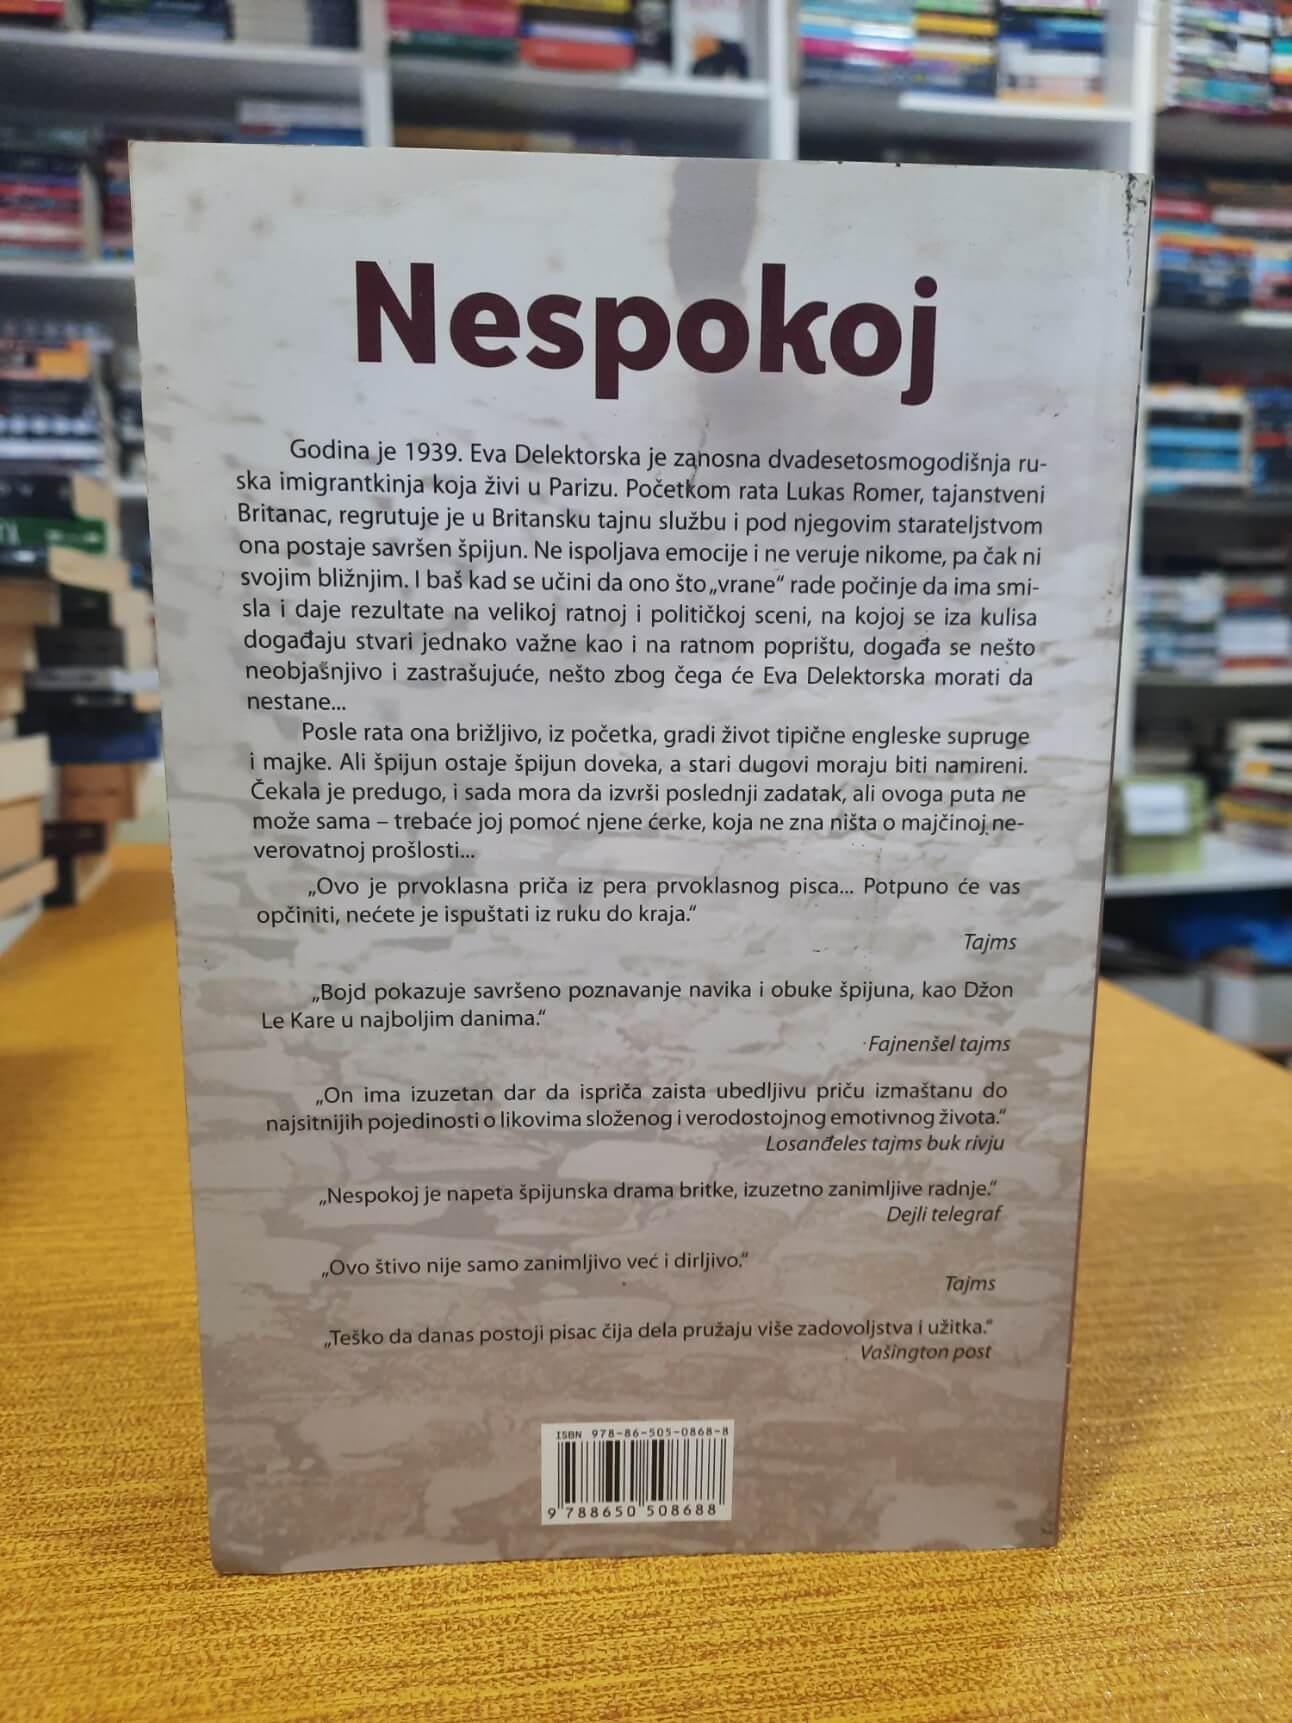 Nespokoj
Godina je 1939. Eva Delektorska je zanosna dvadesetosmogodišnja ru-
ska imigrantkinja koja živi u Parizu. Početkom rata Lukas Romer, tajanstveni
Britanac, regrutuje je u Britansku tajnu službu i pod njegovim starateljstvom
ona postaje savršen špijun. Ne ispoljava emocije i ne veruje nikome, pa čak ni
svojim bližnjim. I baš kad se učini da ono što „vrane“ rade počinje da ima smi-
sla i daje rezultate na velikoj ratnoj i političkoj sceni, na kojoj se iza kulisa
događaju stvari jednako važne kao i na ratnom poprištu, događa se nešto
neobjašnjivo i zastrašujuće, nešto zbog čega će Eva Delektorska morati da
nestane...
Posle rata ona brižljivo, iz početka, gradi život tipične engleske supruge
i majke. Ali špijun ostaje špijun doveka, a stari dugovi moraju biti namireni.
Čekala je predugo, i sada mora da izvrši poslednji zadatak, ali ovoga puta ne
može sama – trebaće joj pomoć njene ćerke, koja ne zna ništa o majčinoj ne-
verovatnoj prošlosti...
„Ovo je prvoklasna priča iz pera prvoklasnog pisca... Potpuno će vas
opčiniti, nećete je ispuštati iz ruku do kraja.“
Tajms
„Bojd pokazuje savršeno poznavanje navika i obuke špijuna, kao Džon
Le Kare u najboljim danima.“
Fajnenšel tajms
„On ima izuzetan dar da ispriča zaista ubedljivu priču izmaštanu do
najsitnijih pojedinosti o likovima složenog i verodostojnog emotivnog života.“
Losanđeles tajms buk rivju
„Nespokoj je napeta špijunska drama britke, izuzetno zanimljive radnje.“
Dejli telegraf
„Ovo štivo nije samo zanimljivo već i dirljivo.“
Tajms
„Teško da danas postoji pisac čija dela pružaju više zadovoljstva i užitka.“
Vašington post
ISBN 978-86-505-0868-8
9 788650 508688